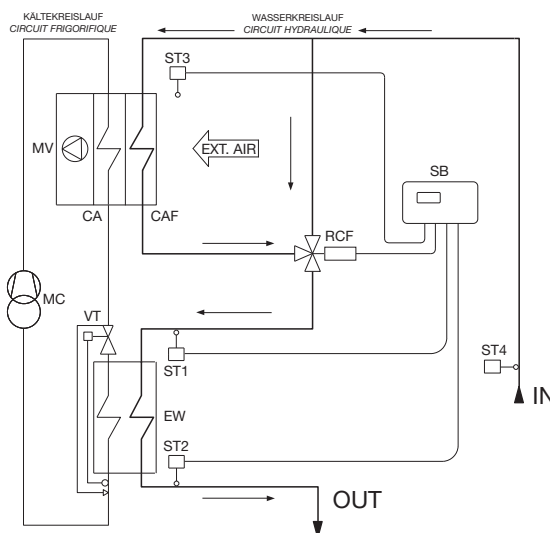 KÄLTEKREISLAUF
CIRCUIT FRIGORIFIQUE
WASSERKREISLAUF
CIRCUIT HYDRAULIQUE
ST3
MV
EXT. AIR
SB
CA
CAF
RCF
MC
VT
ST1
ST4
IN
EW
ST2
OUT